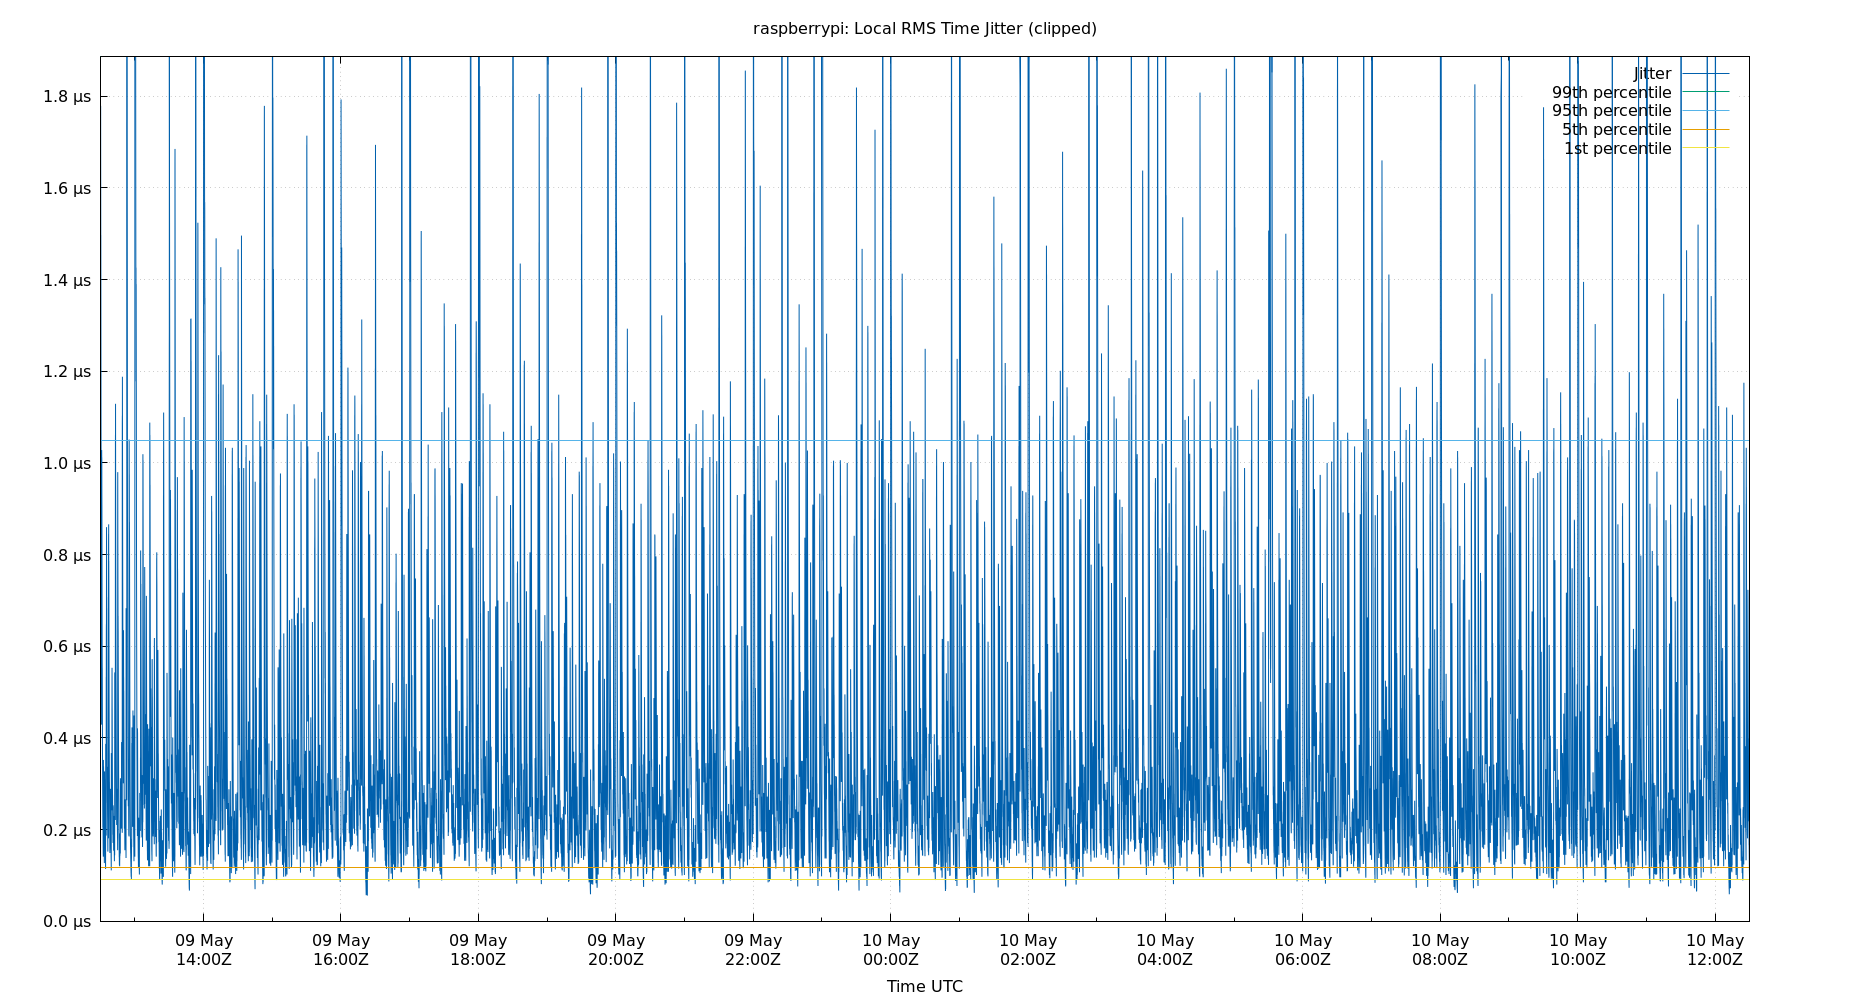 raspberrypi: Local RMS Time Jitter (clipped)
Jitter
99th percentile
95th percentile
5th percentile
1st percentile
1.8 µs
1.6 µs
1.4 µs
1.2 µs
1.0 µs
0.8 µs
0.6 µs
0.4 µs
0.2 µs
0.0 µs
09 May 09 May 09 May 09 May 09 May 10 May 10 May 10 May 10 May 10 May 10 May 10 May
14:00Z 16:00Z 18:00Z 20:00Z 22:00Z 00:00Z 02:00Z 04:00Z 06:00Z 08:00Z 10:00Z 12:00Z
Time UTC